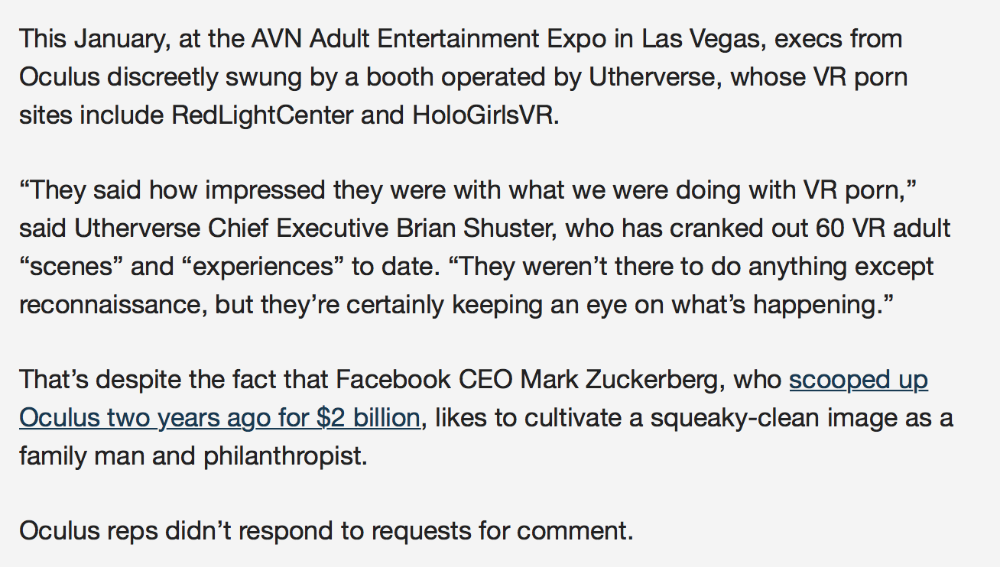 This January, at the AVN Adult Entertainment Expo in Las Vegas, execs from
Oculus discreetly swung by a booth operated by Utherverse, whose VR porn
sites include RedLightCenter and HoloGirlsVR.
“They said how impressed they were with what we were doing with VR porn,”
said Utherverse Chief Executive Brian Shuster, who has cranked out 60 VR adult
“scenes” and “experiences” to date. “They weren’t there to do anything except
reconnaissance, but they’re certainly keeping an eye on what’s happening.”
That’s despite the fact that Facebook CEO Mark Zuckerberg, who scooped up
Oculus two years ago for $2 billion, likes to cultivate a squeaky-clean image as a
family man and philanthropist.
Oculus reps didn’t respond to requests for comment.